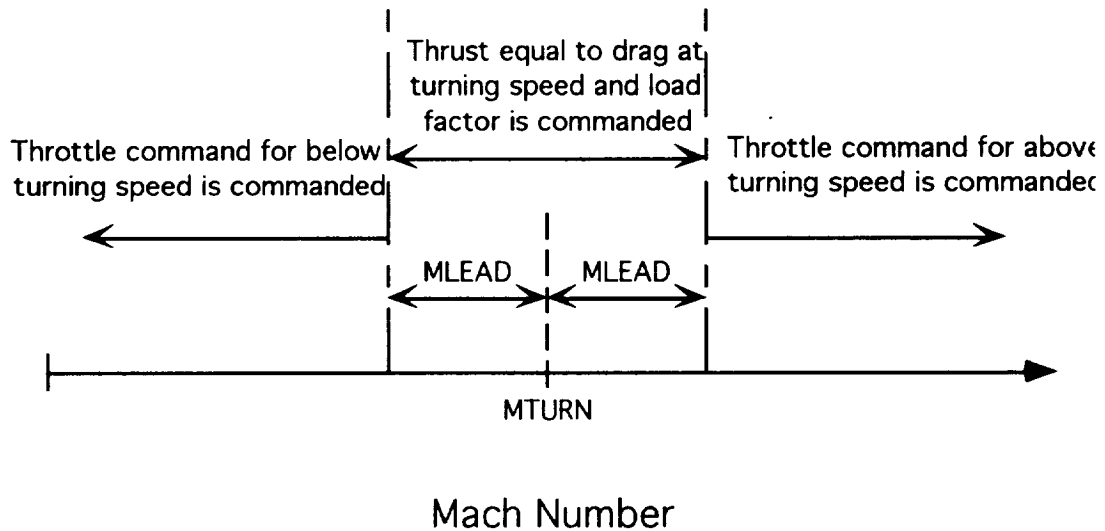 Thrust equal to drag at
turning speed and load
factor is commanded
Throttle command for below
turning speed is commanded
Throttle command for above
turning speed is commanded
MLEAD
MLEAD
MTURN
Mach Number